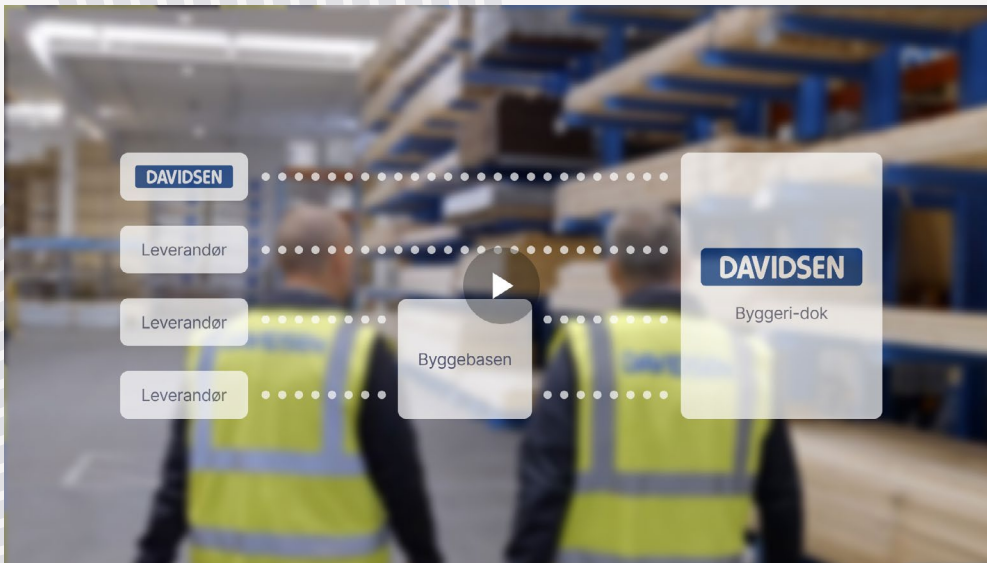 DAVIDSEN
Leverandør
Leverandør
Leverandør
Byggebasen
DAVIDSEN
Byggeri-dok